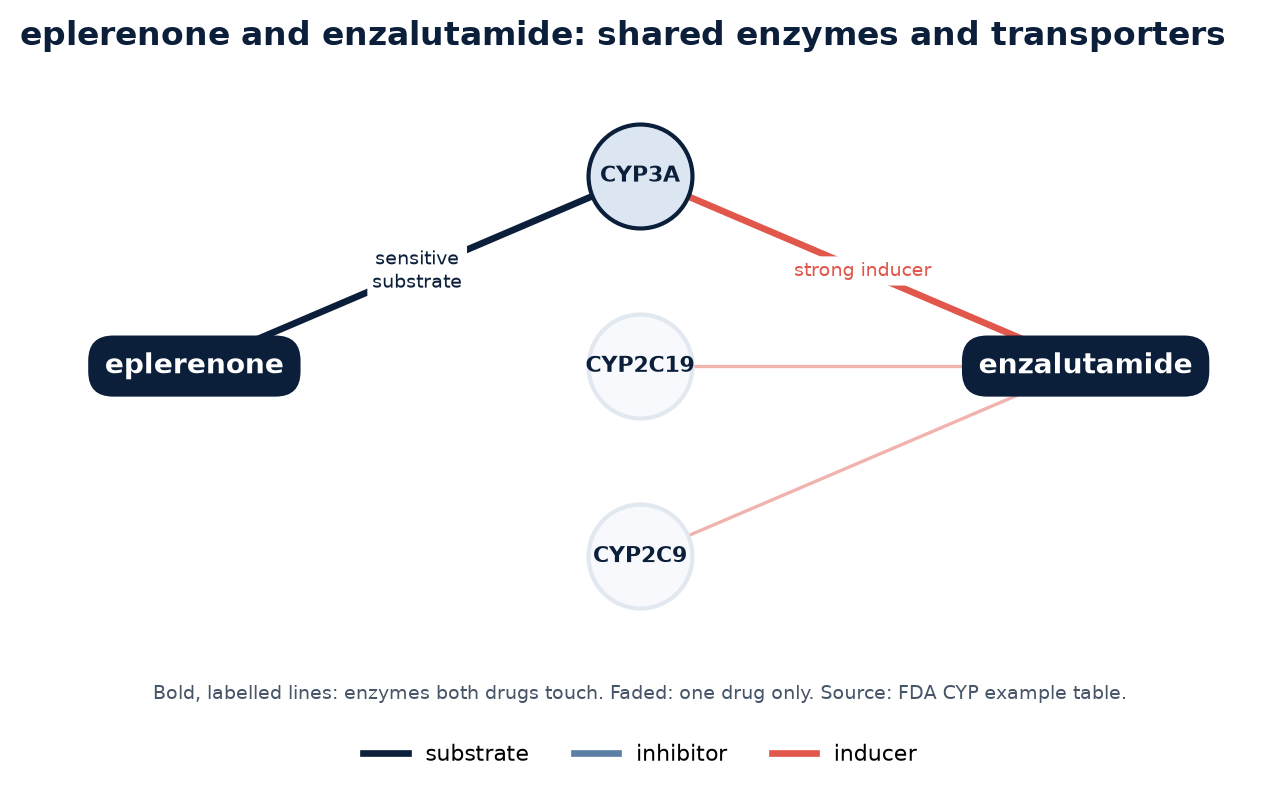 eplerenone and enzalutamide: shared enzymes and transporters
CYP3A
sensitive
substrate
strong inducer
eplerenone
CYP2C19
enzalutamide
CYP2C9
Bold, labelled lines: enzymes both drugs touch. Faded: one drug only. Source: FDA CYP example table.
substrate
inhibitor
inducer